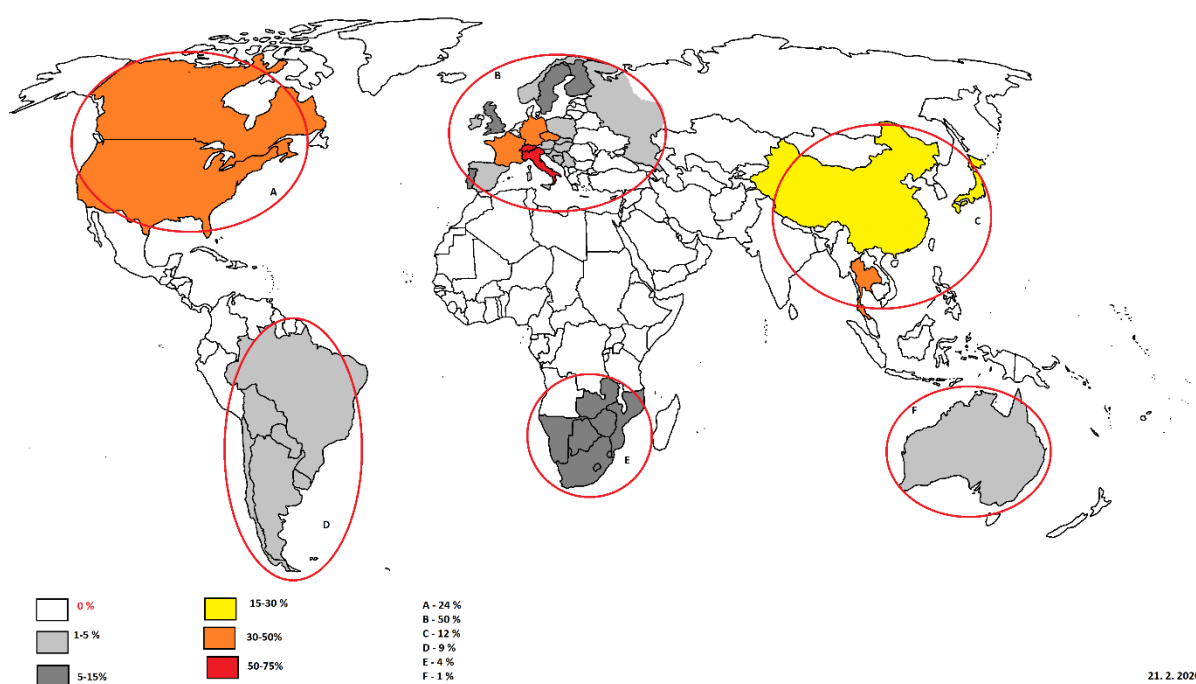 B
A
C
F
E
D
0 %
1-5 %
5-15%
15-30 %
30-50%
50-75%
A - 24 %
B - 50 %
C - 12 %
D - 9 %
E - 4 %
F - 1 %
21. 2. 2020